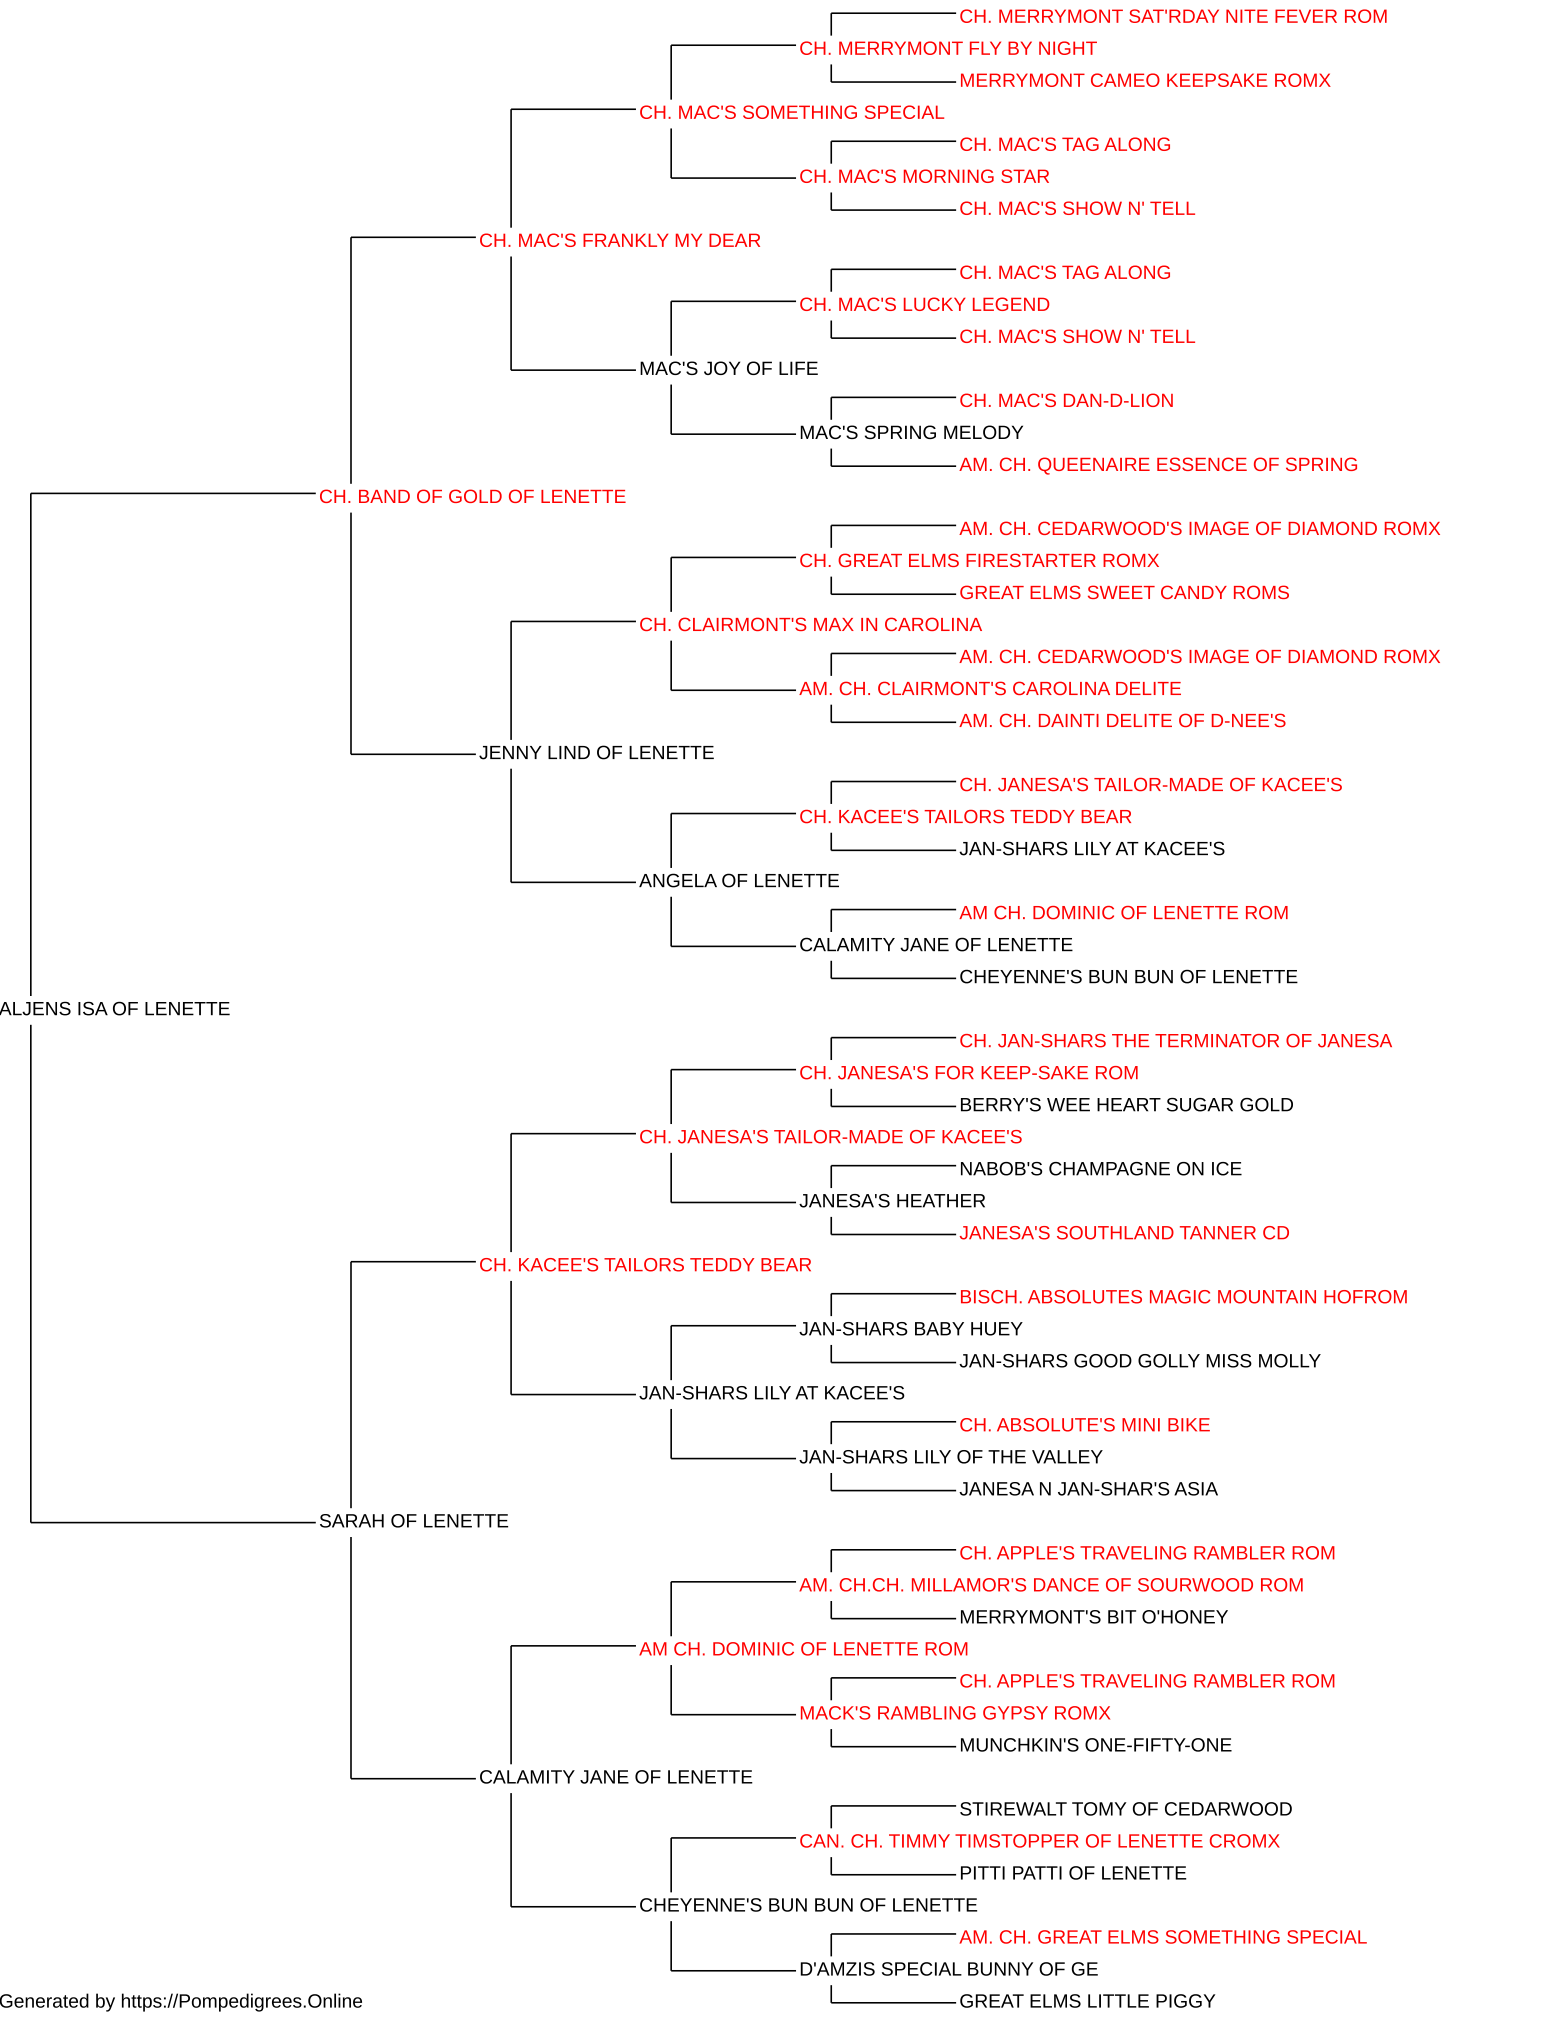 CH. MERRYMONT SAT'RDAY NITE FEVER ROM
CH. MERRYMONT FLY BY NIGHT
MERRYMONT CAMEO KEEPSAKE ROMX
CH. MAC'S SOMETHING SPECIAL
CH. MAC'S TAG ALONG
CH. MAC'S MORNING STAR
CH. MAC'S SHOW N' TELL
CH. MAC'S FRANKLY MY DEAR
CH. MAC'S TAG ALONG
CH. MAC'S LUCKY LEGEND
CH. MAC'S SHOW N' TELL
MAC'S JOY OF LIFE
CH. MAC'S DAN-D-LION
MAC'S SPRING MELODY
AM. CH. QUEENAIRE ESSENCE OF SPRING
CH. BAND OF GOLD OF LENETTE
AM. CH. CEDARWOOD'S IMAGE OF DIAMOND ROMX
CH. GREAT ELMS FIRESTARTER ROMX
GREAT ELMS SWEET CANDY ROMS
CH. CLAIRMONT'S MAX IN CAROLINA
AM. CH. CEDARWOOD'S IMAGE OF DIAMOND ROMX
AM. CH. CLAIRMONT'S CAROLINA DELITE
AM. CH. DAINTI DELITE OF D-NEE'S
JENNY LIND OF LENETTE
CH. JANESA'S TAILOR-MADE OF KACEE'S
CH. KACEE'S TAILORS TEDDY BEAR
JAN-SHARS LILY AT KACEE'S
ANGELA OF LENETTE
AM CH. DOMINIC OF LENETTE ROM
CALAMITY JANE OF LENETTE
CHEYENNE'S BUN BUN OF LENETTE
ALJENS ISA OF LENETTE
CH. JAN-SHARS THE TERMINATOR OF JANESA
CH. JANESA'S FOR KEEP-SAKE ROM
BERRY'S WEE HEART SUGAR GOLD
CH. JANESA'S TAILOR-MADE OF KACEE'S
NABOB'S CHAMPAGNE ON ICE
JANESA'S HEATHER
JANESA'S SOUTHLAND TANNER CD
CH. KACEE'S TAILORS TEDDY BEAR
BISCH. ABSOLUTES MAGIC MOUNTAIN HOFROM
JAN-SHARS BABY HUEY
JAN-SHARS GOOD GOLLY MISS MOLLY
JAN-SHARS LILY AT KACEE'S
CH. ABSOLUTE'S MINI BIKE
JAN-SHARS LILY OF THE VALLEY
JANESA N JAN-SHAR'S ASIA
SARAH OF LENETTE
CH. APPLE'S TRAVELING RAMBLER ROM
AM. CH.CH. MILLAMOR'S DANCE OF SOURWOOD ROM
MERRYMONT'S BIT O'HONEY
AM CH. DOMINIC OF LENETTE ROM
CH. APPLE'S TRAVELING RAMBLER ROM
MACK'S RAMBLING GYPSY ROMX
MUNCHKIN'S ONE-FIFTY-ONE
CALAMITY JANE OF LENETTE
STIREWALT TOMY OF CEDARWOOD
CAN. CH. TIMMY TIMSTOPPER OF LENETTE CROMX
PITTI PATTI OF LENETTE
CHEYENNE'S BUN BUN OF LENETTE
AM. CH. GREAT ELMS SOMETHING SPECIAL
D'AMZIS SPECIAL BUNNY OF GE
GREAT ELMS LITTLE PIGGY
Generated by https://Pompedigrees.Online